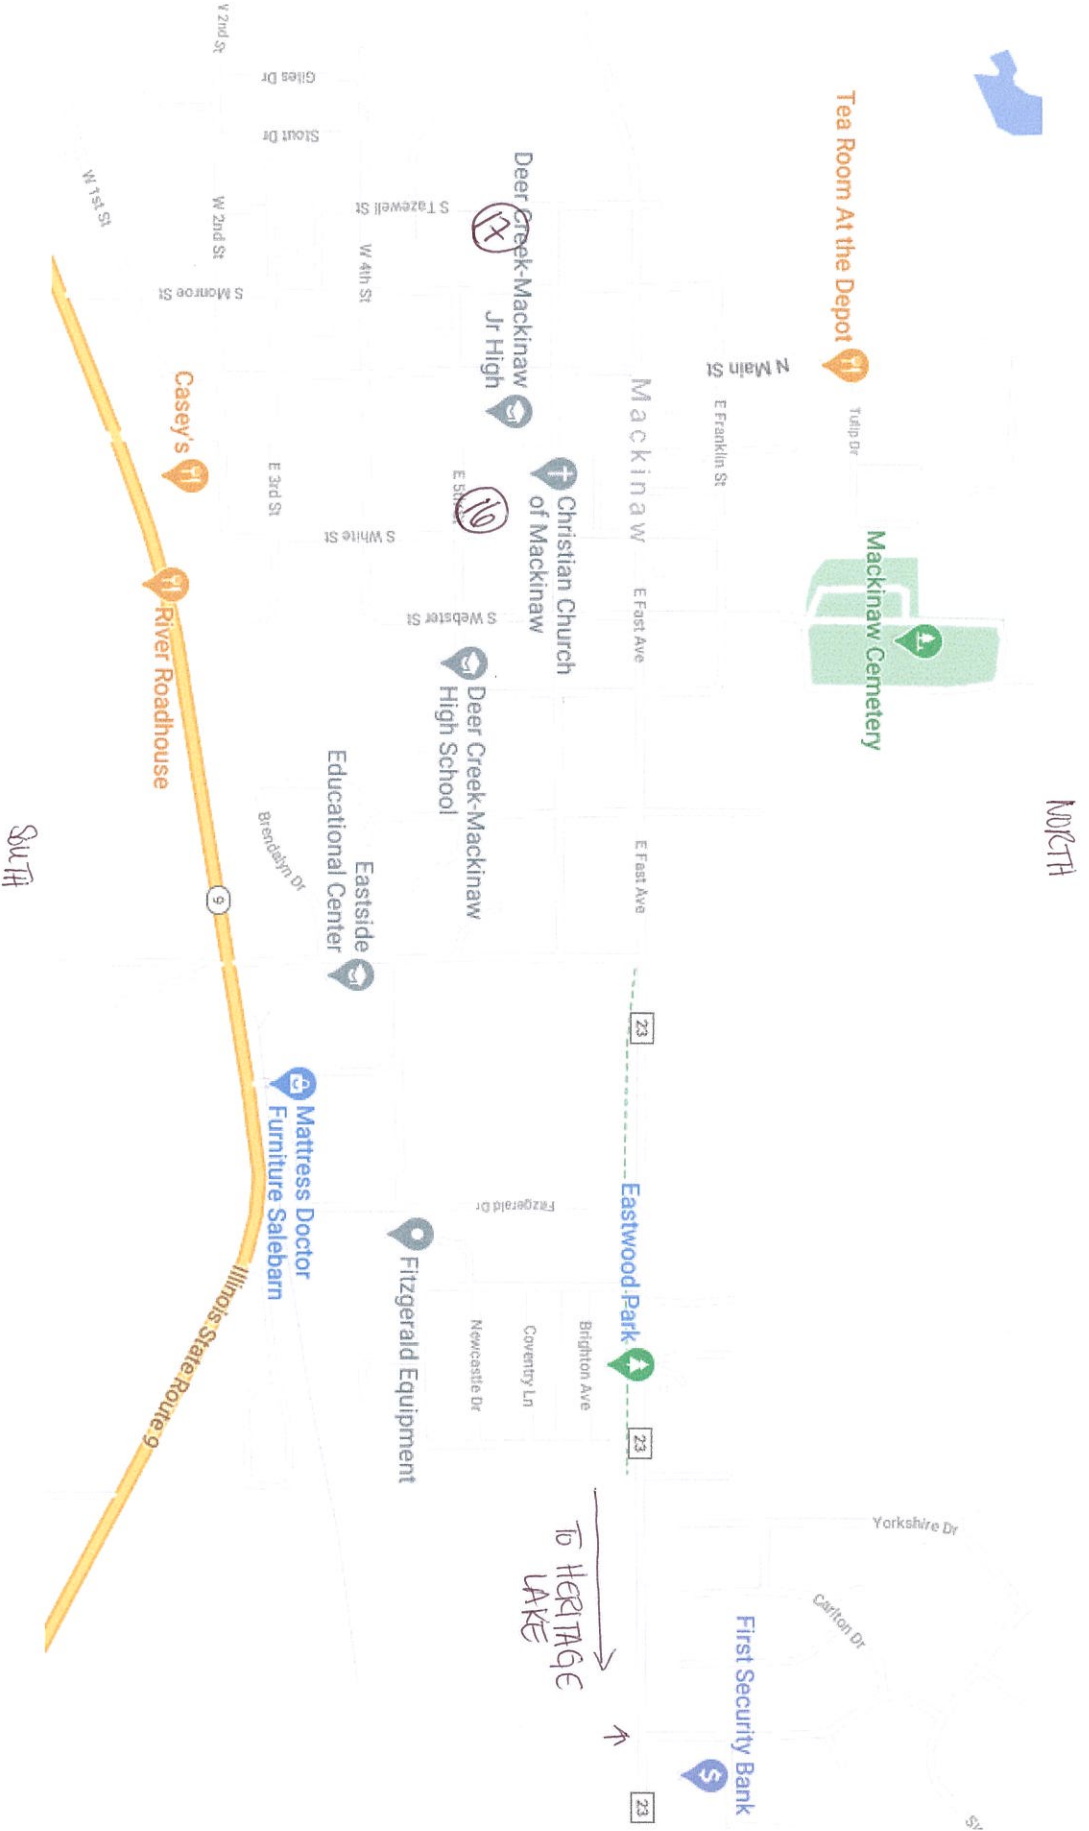 NORTH
Tea Room At the Depot
Tulip Dr
Mackinaw Cemetery
Yorkshire Dr
Carlton Dr
First Security Bank
N Main St
E Franklin St
Mackinaw
E Fast Ave
E Fast Ave
23
Eastwood Park
23
23
TO HERITAGE
LAKE
Deer Creek-Mackinaw
Jr High
17
Christian Church
of Mackinaw
16
Brighton Ave
Coventry Ln
Newcastle Dr
Fitzgerald Dr
S Tazewell St
S Webster St
Deer Creek-Mackinaw
High School
Fitzgerald Equipment
W 4th St
S White St
Eastside
Educational Center
Giles Dr
Stout Dr
E 3rd St
Brendalyn Dr
Mattress Doctor
Furniture Salebarn
W 2nd St
W 2nd St
S Monroe St
9
Casey's
River Roadhouse
Illinois State Route 9
W 1st St
SOUTH